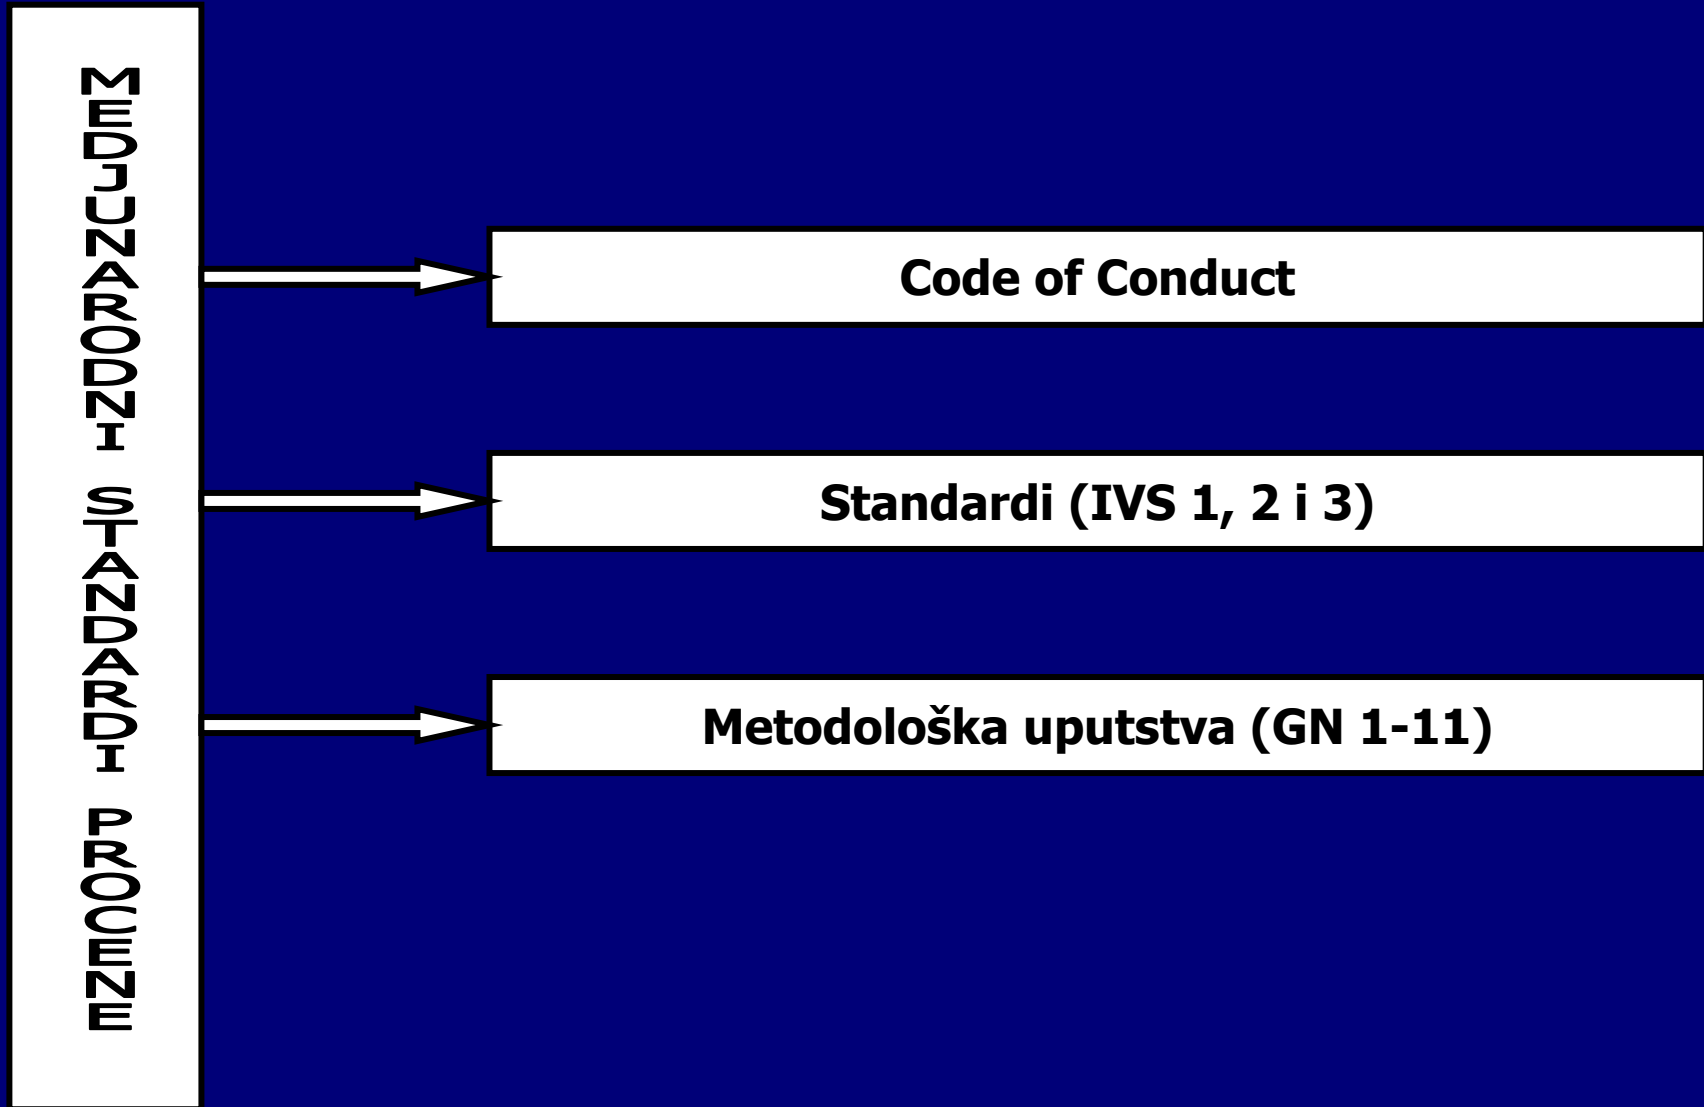 MEDJUNARODNI STANDARDI PROCENE
Code of Conduct
Standardi (IVS 1, 2 i 3)
Metodološka uputstva (GN 1-11)